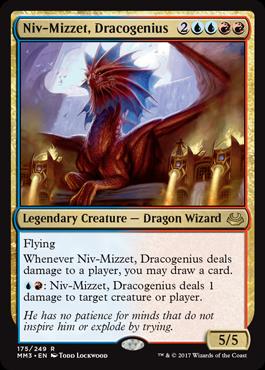 Niv-Mizzet, Dracogenius 2
Legendary Creature — Dragon Wizard
Flying
Whenever Niv-Mizzet, Dracogenius deals
damage to a player, you may draw a card.
: Niv-Mizzet, Dracogenius deals 1
damage to target creature or player.
He has no patience for minds that do not
inspire him or explode by trying.
5/5
175/249 R
MM3 • EN Todd Lockwood ™ & © 2017 Wizards of the Coast